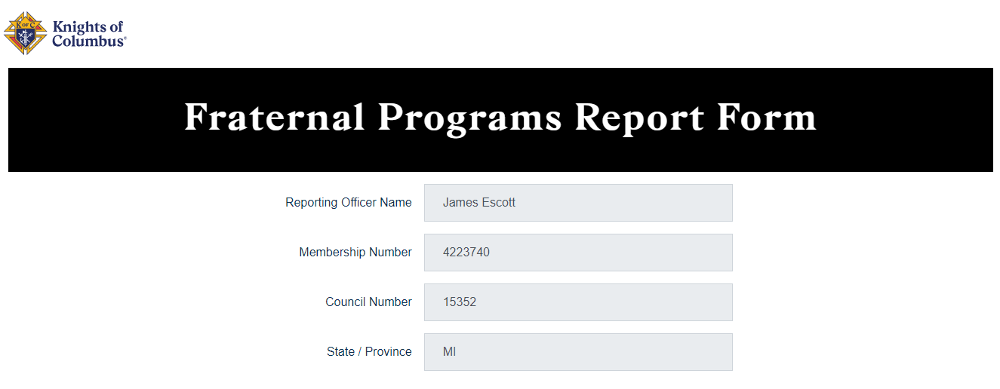 K OF C
Knights of
Columbus®
Fraternal Programs Report Form
Reporting Officer Name James Escott
Membership Number 4223740
Council Number 15352
State / Province MI